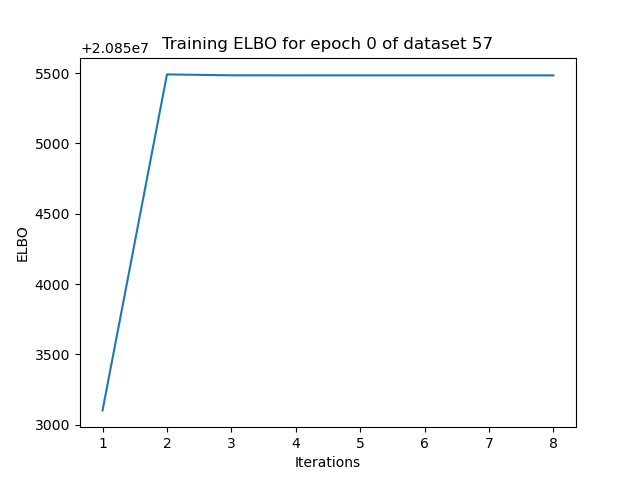 +2.085e7
Training ELBO for epoch 0 of dataset 57
5500
5000
4500
4000
3500
3000
ELBO
1 2 3 4 5 6 7 8
Iterations